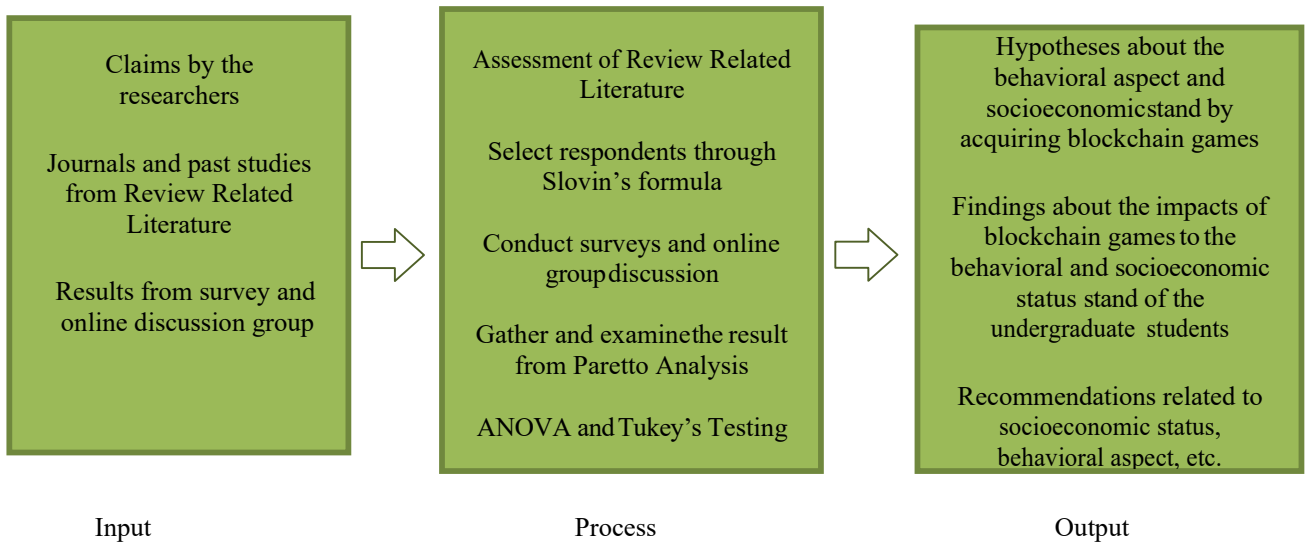 Claims by the
researchers
Journals and past studies
from Review Related
Literature
Results from survey and
online discussion group
Assessment of Review Related
Literature
Select respondents through
Slovin's formula
Conduct surveys and online
groupdiscussion
Gather and examinethe result
from Paretto Analysis
ANOVA and Tukey's Testing
Hypotheses about the
behavioral aspect and
socioeconomicstand by
acquiring blockchain games
Findings about the impacts of
blockchain games to the
behavioral and socioeconomic
status stand of the
undergraduate students
Recommendations related to
socioeconomic status,
behavioral aspect, etc.
Input
Process
Output